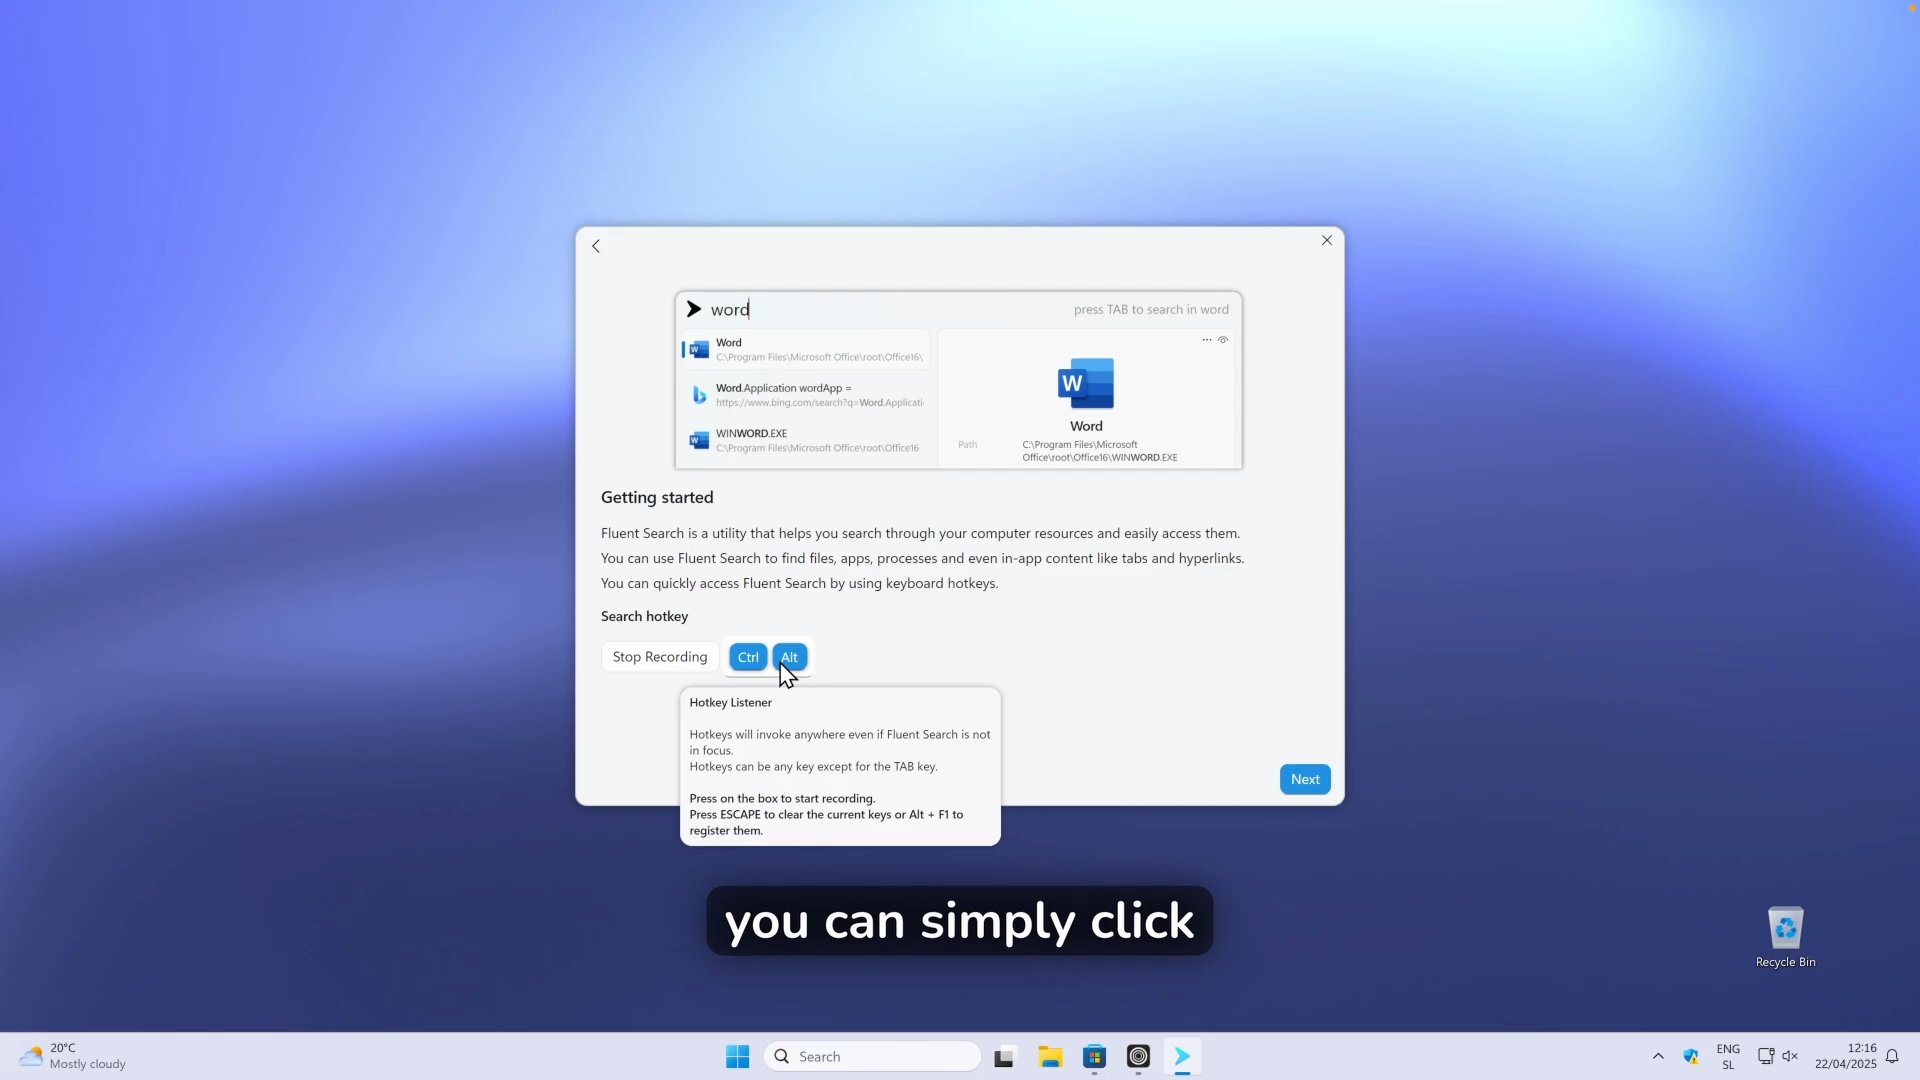 word
press TAB to search in word
Word
C:\Program Files\Microsoft Office\root\Office16\
Word.Application wordApp =
https://www.bing.com/search?q=Word.Applicati
WINWORD.EXE
C:\Program Files\Microsoft Office\root\Office16
W
Word
Path
C:\Program Files\Microsoft
Office\root\Office16\WINWORD.EXE
Getting started
Fluent Search is a utility that helps you search through your computer resources and easily access them.
You can use Fluent Search to find files, apps, processes and even in-app content like tabs and hyperlinks.
You can quickly access Fluent Search by using keyboard hotkeys.
Search hotkey
Stop Recording
Ctrl
Alt
Hotkey Listener
Hotkeys will invoke anywhere even if Fluent Search is not
in focus.
Hotkeys can be any key except for the TAB key.
Press on the box to start recording.
Press ESCAPE to clear the current keys or Alt + F1 to
register them.
Next
you can simply click
Recycle Bin
20°C
Mostly cloudy
Search
ENG
SL
12:16
22/04/2025